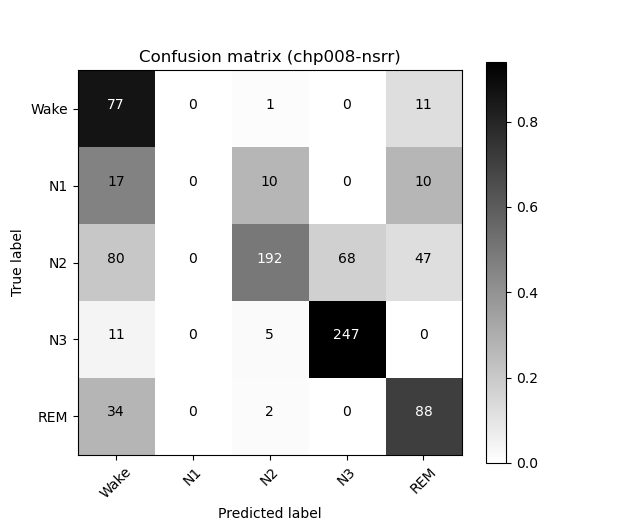 Confusion matrix (chp008-nsrr)
Wake 77 0 1 0 11
N1 17 0 10 0 10
N2 80 0 192 68 47
N3 11 0 5 247 0
REM 34 0 2 0 88
Wake N1 N2 N3 REM
Predicted label
True label
0.8
0.6
0.4
0.2
0.0